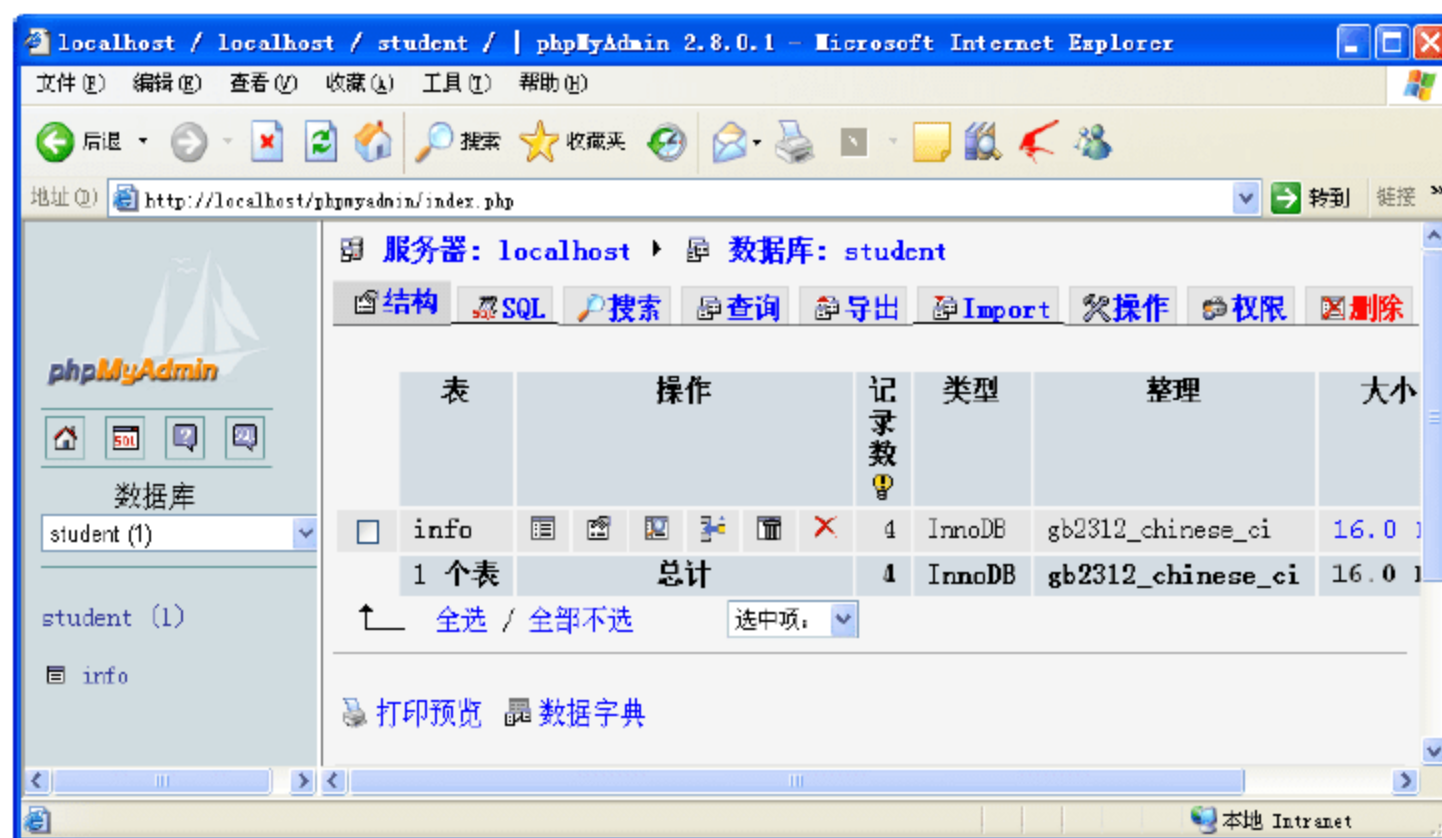 localhost / localhost / student / | phpMyAdmin 2.8.0.1 - Microsoft Internet Explorer
文件(F) 编辑(E) 查看(V) 收藏(A) 工具(T) 帮助(H)
后退 搜索 收藏夹
地址(D) http://localhost/phpmyadmin/index.php 转到 链接 »
服务器: localhost 数据库: student
结构 SQL 搜索 查询 导出 Import 操作 权限 删除
phpMyAdmin
SQL
数据库
student (1)
student (1)
info
表 操作 记录数 类型 整理 大小
info 4 InnoDB gb2312_chinese_ci 16.0
1 个表 总计 4 InnoDB gb2312_chinese_ci 16.0
全选 / 全部不选 选中项:
打印预览 数据字典
本地 Intranet